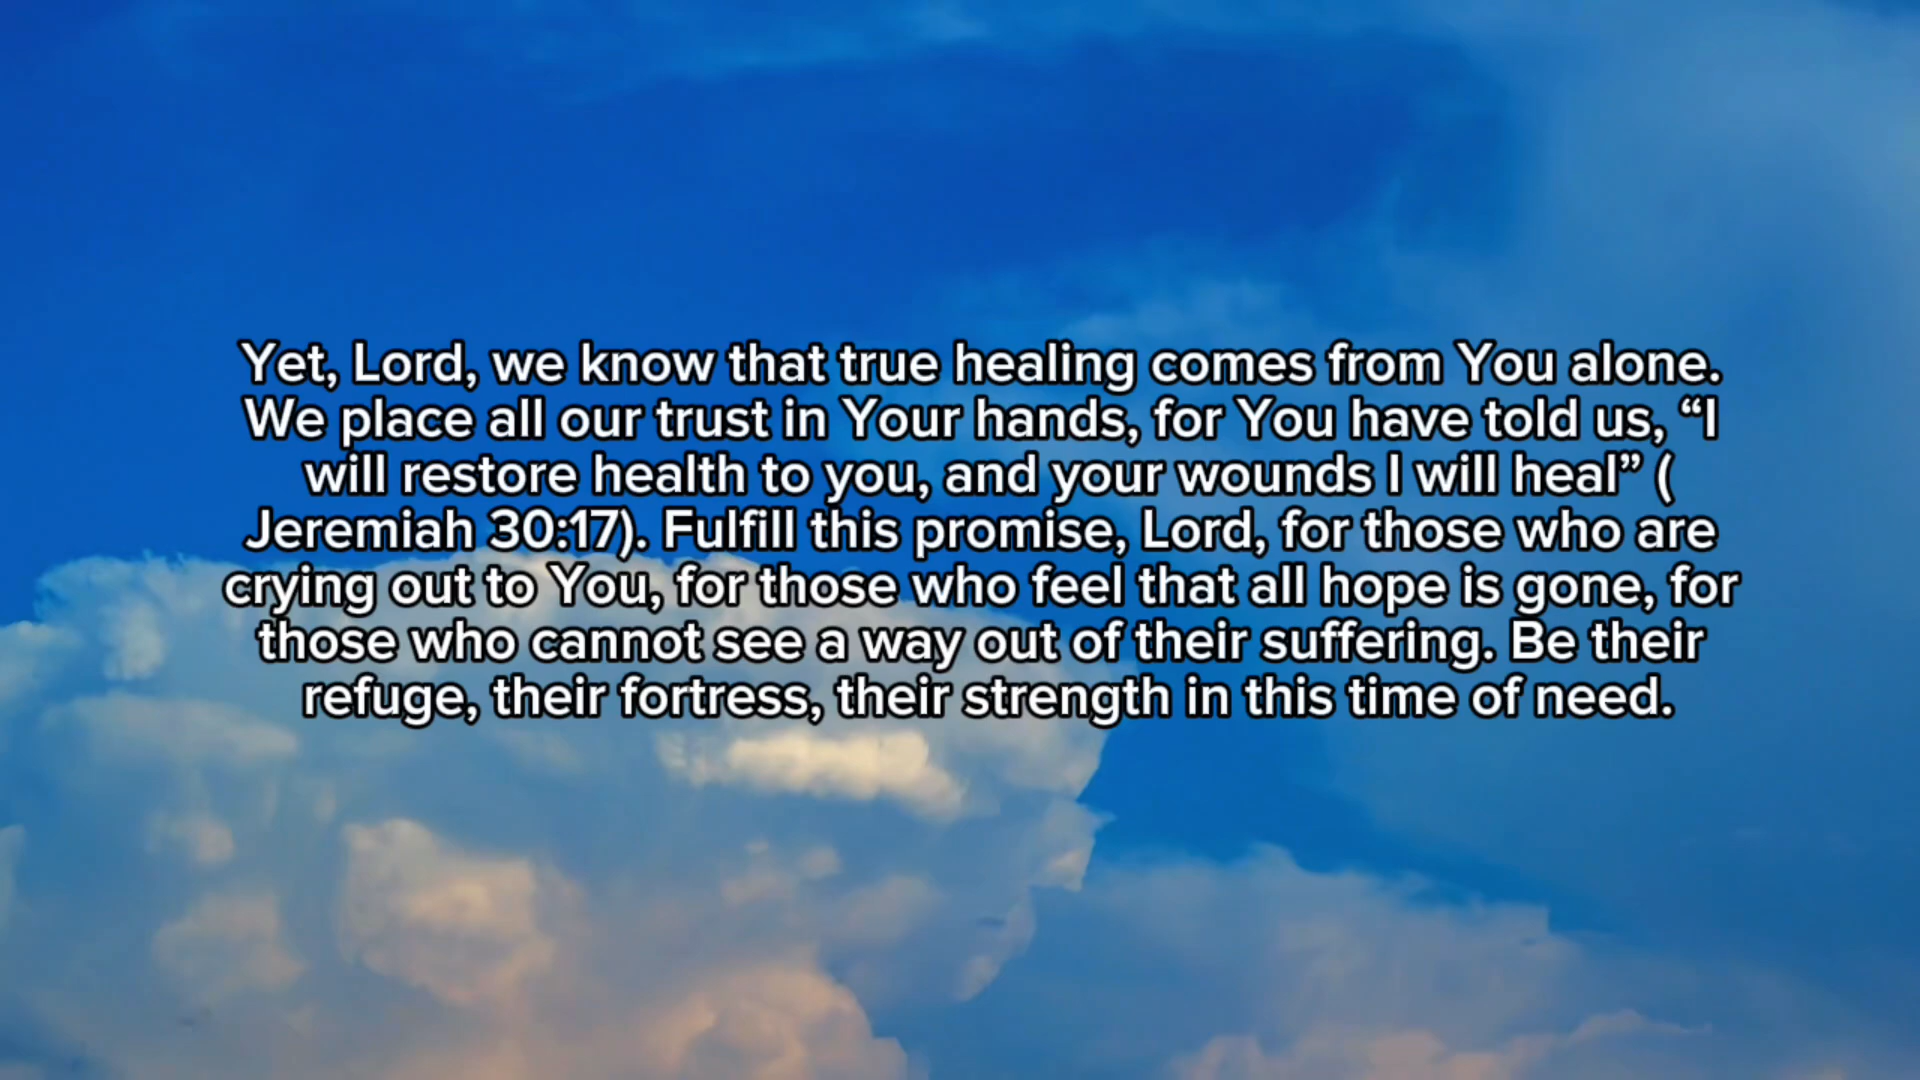 Yet, Lord, we know that true healing comes from You alone.
We place all our trust in Your hands, for You have told us, “I
will restore health to you, and your wounds I will heal” (
Jeremiah 30:17). Fulfill this promise, Lord, for those who are
crying out to You, for those who feel that all hope is gone, for
those who cannot see a way out of their suffering. Be their
refuge, their fortress, their strength in this time of need.